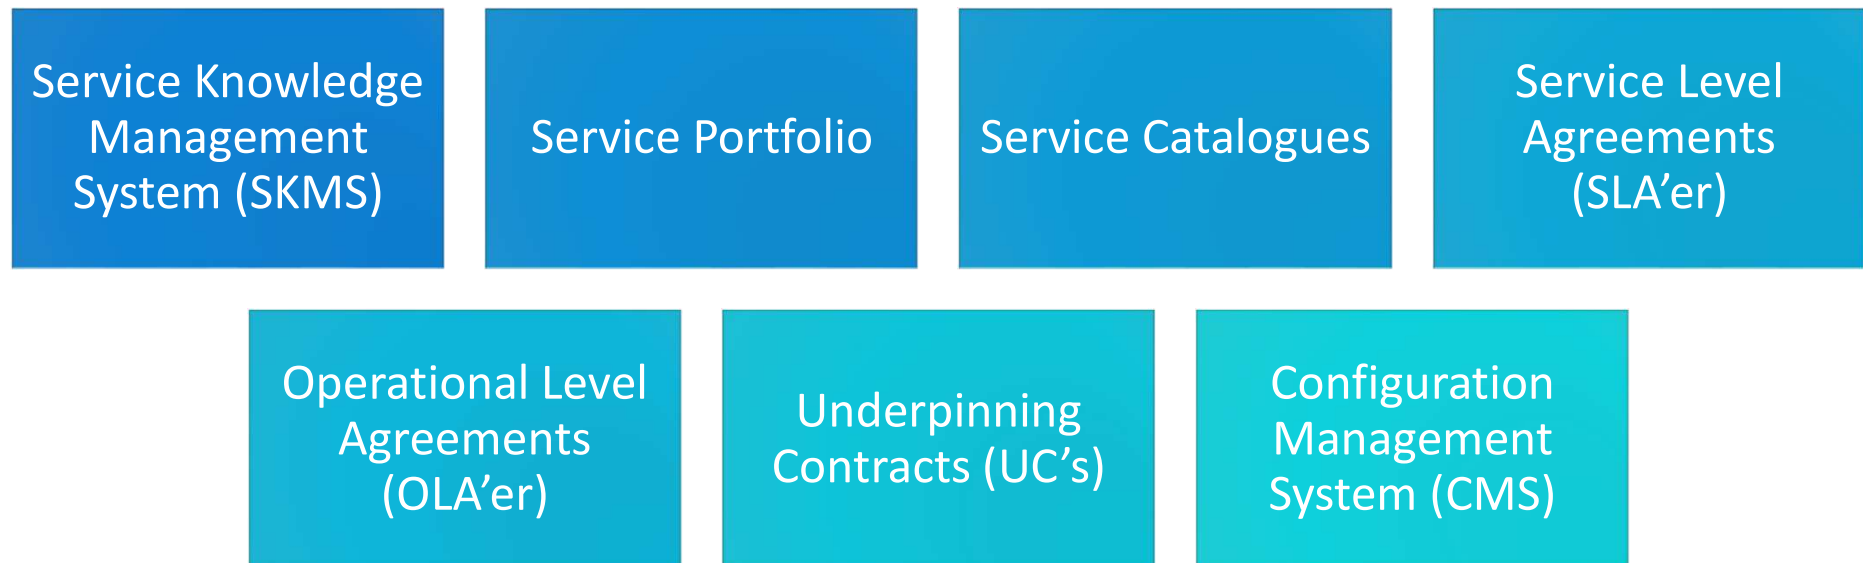 Service Knowledge
Management
System (SKMS)
Service Portfolio
Service Catalogues
Service Level
Agreements
(SLA’er)
Operational Level
Agreements
(OLA’er)
Underpinning
Contracts (UC’s)
Configuration
Management
System (CMS)